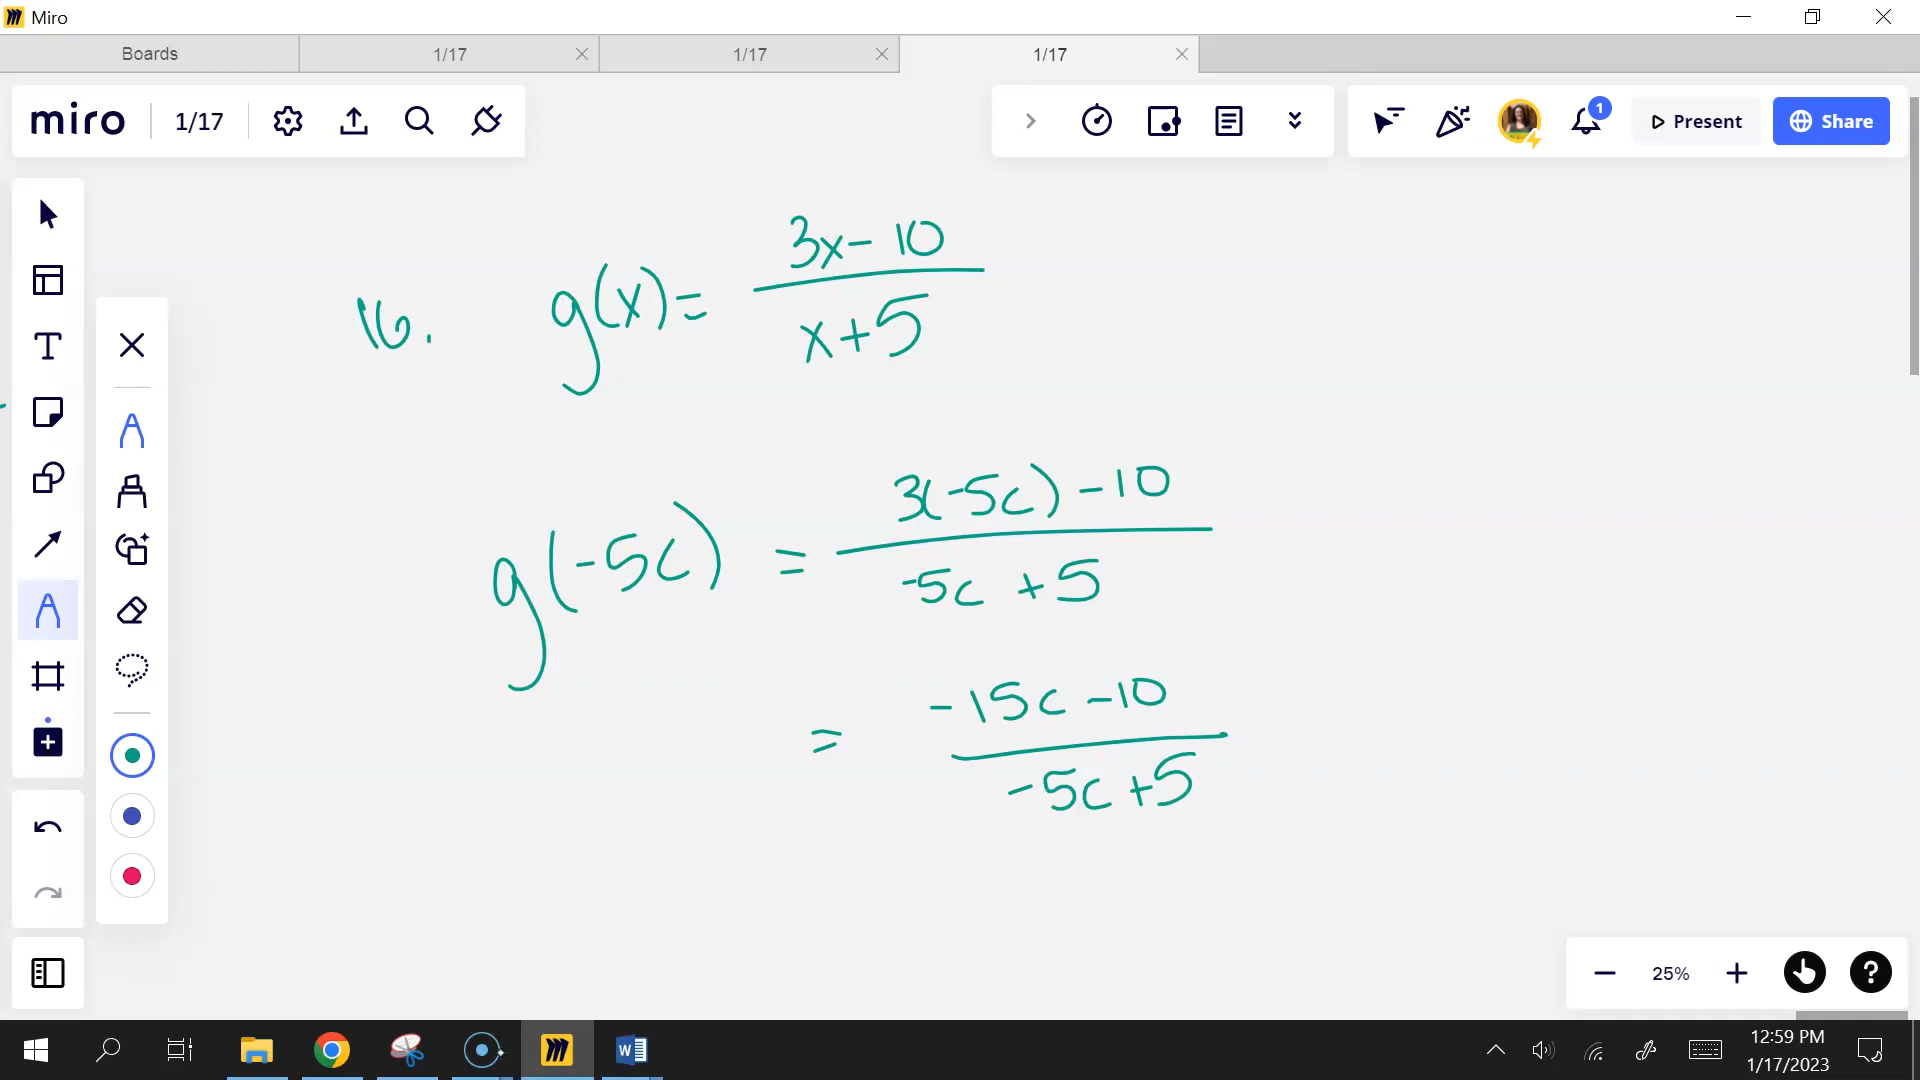 Miro
Boards 1/17 1/17 1/17
miro 1/17 1 Present Share
16. g(x) = (3x - 10)/(x + 5)
g(-5c) = (3(-5c) - 10)/(-5c + 5)
= (-15c - 10)/(-5c + 5)
25%
12:59 PM
1/17/2023